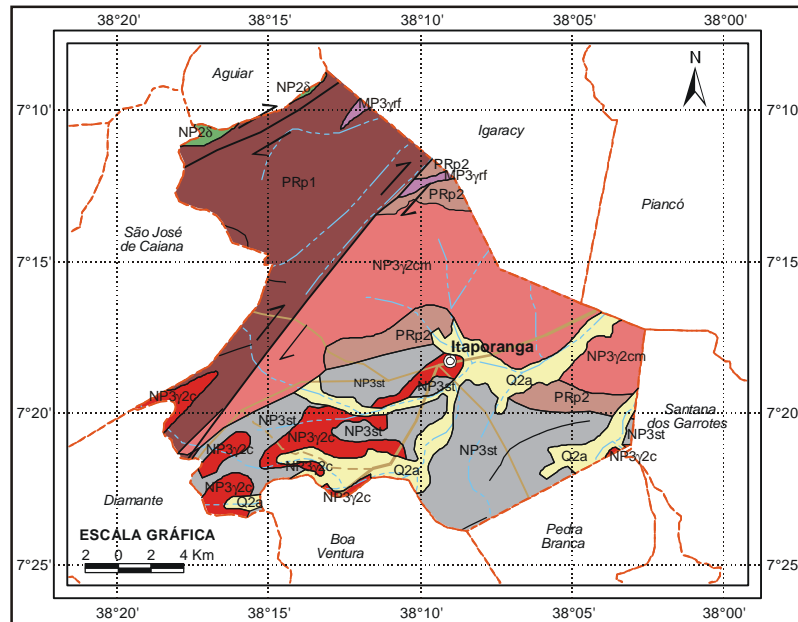 38°20' 38°15' 38°10' 38°05' 38°00'
Aguiar
N
7°10'
MP3γrf
7°10'
NP2δ
NP2δ
Igaracy
PRp2
MP3γrf
PRp1
PRp2
Piancó
São José
de Caiana
7°15'
NP3γ2cm
7°15'
PRp2
Itaporanga
NP3γ2cm
NP3st
NP3st
Q2a
NP3γ2c
PRp2
7°20'
7°20'
NP3st
NP3γ2c
NP3st
Santana
dos Garrotes
NP3st
NP3γ2c
NP3st
NP3γ2c
Q2a
Q2a
NP3γ2c
NP3γ2c
NP3γ2c
Diamante
Q2a
ESCALA GRÁFICA
2 0 2 4 Km
Boa
Ventura
Pedra
Branca
7°25'
7°25'
38°20' 38°15' 38°10' 38°05' 38°00'